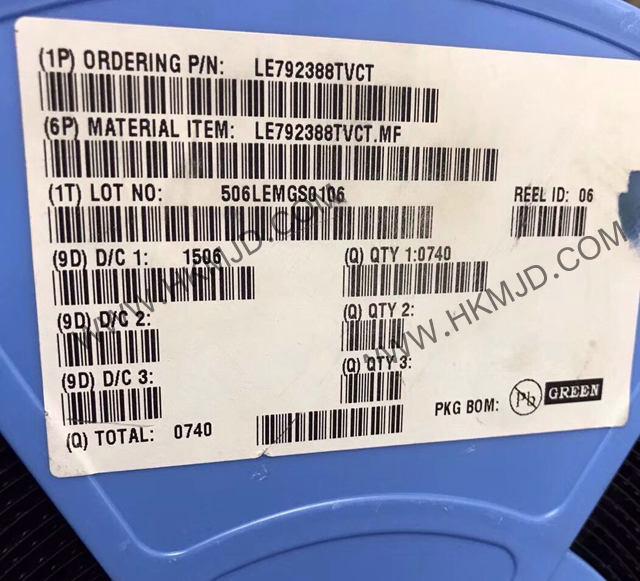 (1P) ORDERING P/N: LE792388TVCT
(6P) MATERIAL ITEM: LE792388TVCT.MF
(1T) LOT NO: 506LEMGS0106 REEL ID: 06
(9D) D/C 1: 1506 (Q) QTY 1:0740
(9D) D/C 2: (Q) QTY 2:
(9D) D/C 3: (Q) QTY 3:
(Q) TOTAL: 0740 PKG BOM: Pb GREEN
WWW.HKMJD.COM
WWW.HKMJD.COM